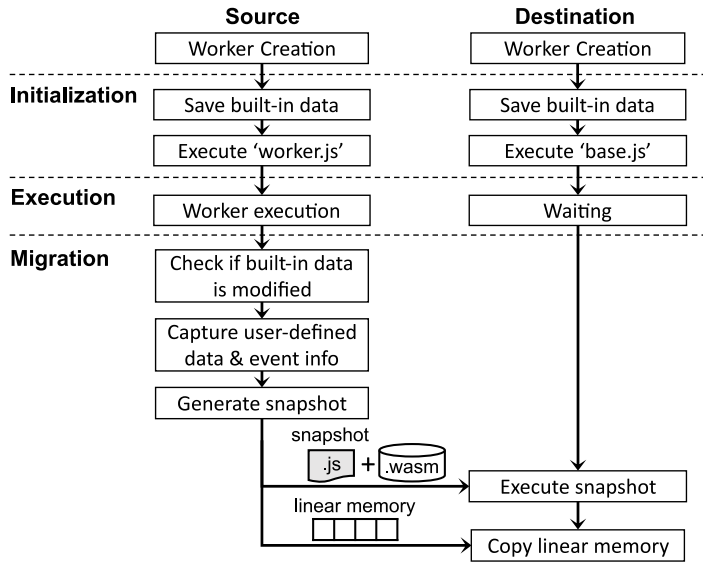 Source Destination
Worker Creation Worker Creation
Initialization
Save built-in data Save built-in data
Execute ‘worker.js’ Execute ‘base.js’
Execution
Worker execution Waiting
Migration
Check if built-in data
is modified
Capture user-defined
data & event info
Generate snapshot
snapshot
.js + .wasm
Execute snapshot
linear memory
Copy linear memory